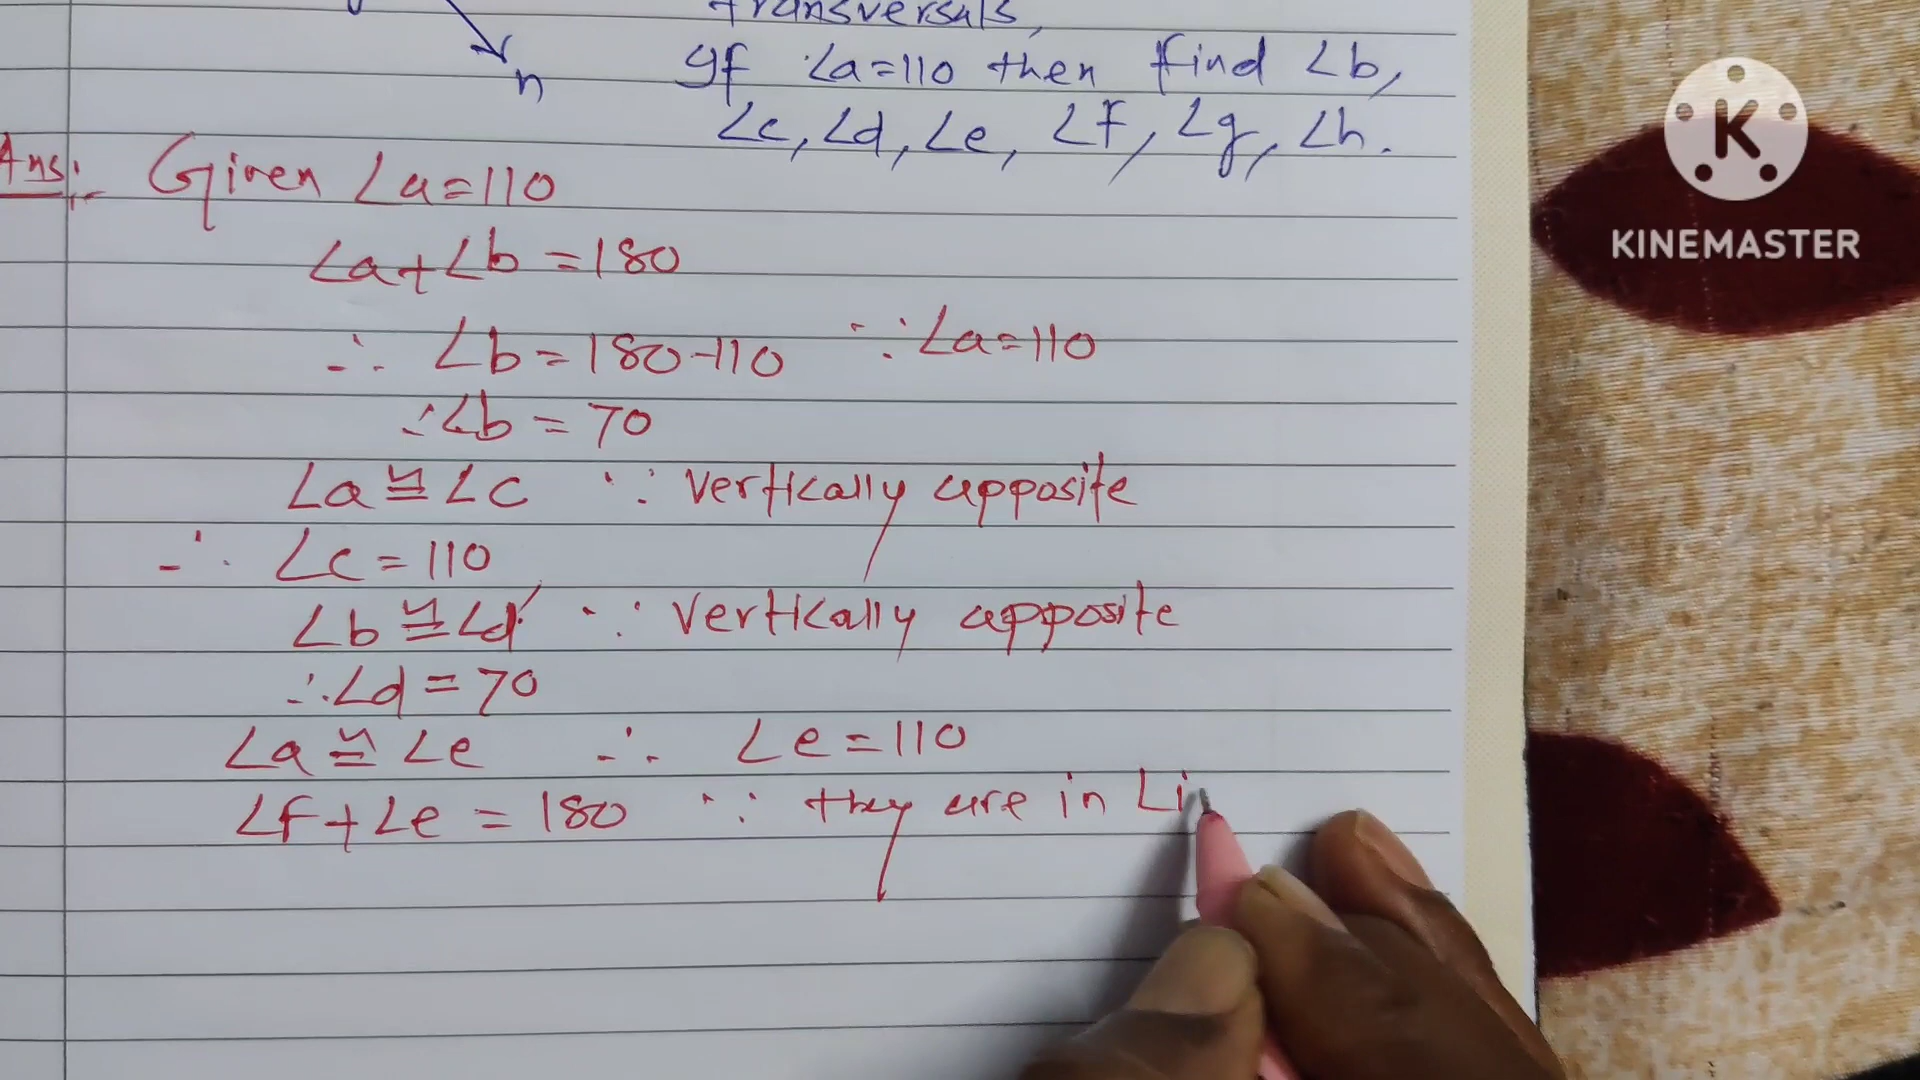 transversals,
n
If ∠a=110 then find ∠b,
∠c, ∠d, ∠e, ∠f, ∠g, ∠h.
Ans:- Given ∠a=110
∠a+∠b=180
∴ ∠b=180-110 ∵ ∠a=110
∴ ∠b=70
∠a≅∠c ∵ vertically opposite
∴ ∠c=110
∠b≅∠d ∵ vertically opposite
∴ ∠d=70
∠a≅∠e ∴ ∠e=110
∠f+∠e=180 ∵ they are in Li
K
KINEMASTER